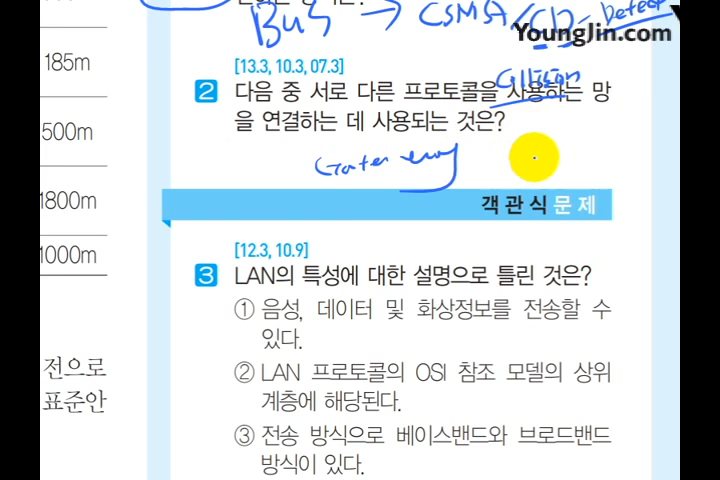 Bus → CSMA/CD - Detect
YoungJin.com
Collision
185m
500m
1800m
1000m
전으로
표준안
[13.3, 10.3, 07.3]
2 다음 중 서로 다른 프로토콜을 사용하는 망
을 연결하는 데 사용되는 것은?
객관식 문제
[12.3, 10.9]
3 LAN의 특성에 대한 설명으로 틀린 것은?
① 음성, 데이터 및 화상정보를 전송할 수
있다.
② LAN 프로토콜의 OSI 참조 모델의 상위
계층에 해당된다.
③ 전송 방식으로 베이스밴드와 브로드밴드
방식이 있다.